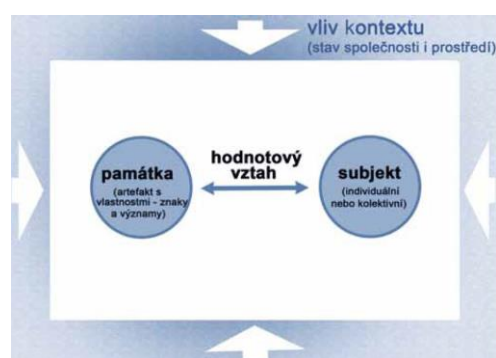 vliv kontextu
(stav společnosti i prostředí)
hodnotový
vztah
památka
(artefakt s
vlastnostmi - znaky
a významy)
subjekt
(individuální
nebo kolektivní)